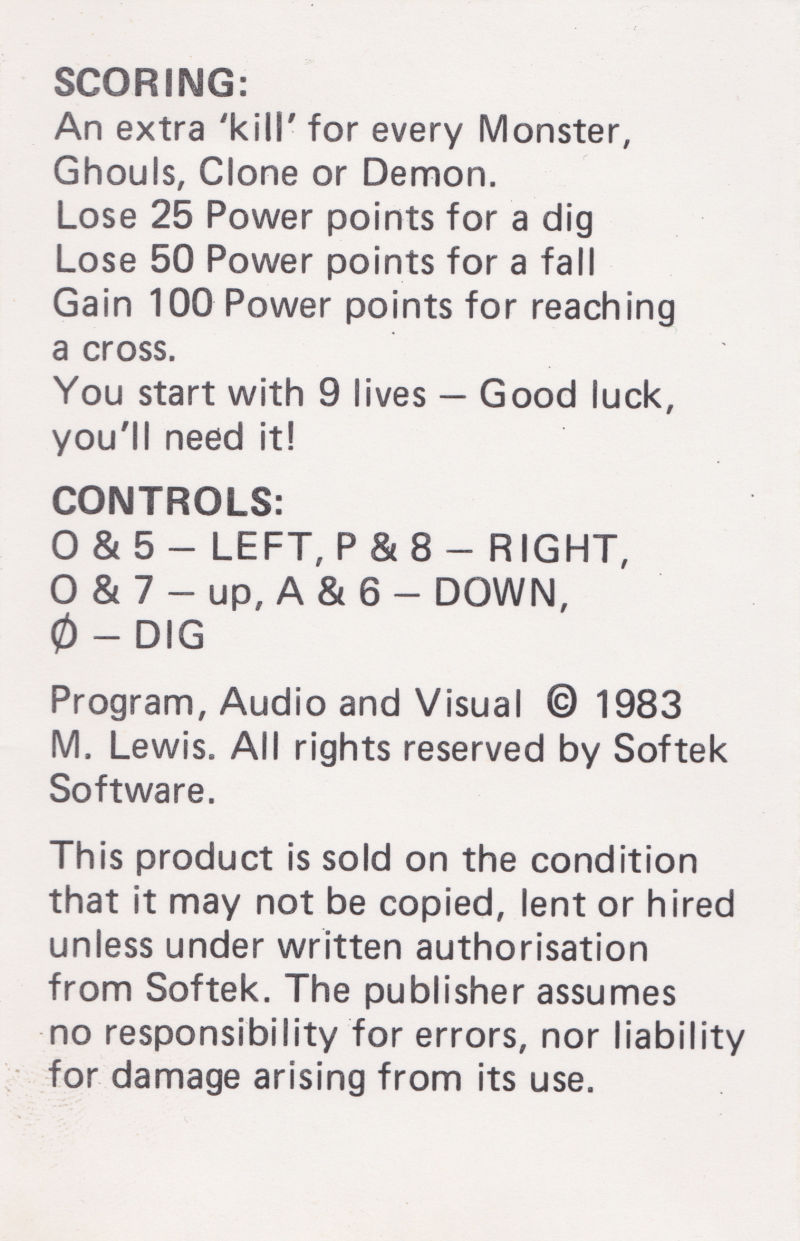 SCORING:
An extra 'kill' for every Monster,
Ghouls, Clone or Demon.
Lose 25 Power points for a dig
Lose 50 Power points for a fall
Gain 100 Power points for reaching
a cross.
You start with 9 lives – Good luck,
you'll need it!
CONTROLS:
O & 5 – LEFT, P & 8 – RIGHT,
O & 7 – up, A & 6 – DOWN,
Ø – DIG
Program, Audio and Visual © 1983
M. Lewis. All rights reserved by Softek
Software.
This product is sold on the condition
that it may not be copied, lent or hired
unless under written authorisation
from Softek. The publisher assumes
no responsibility for errors, nor liability
for damage arising from its use.